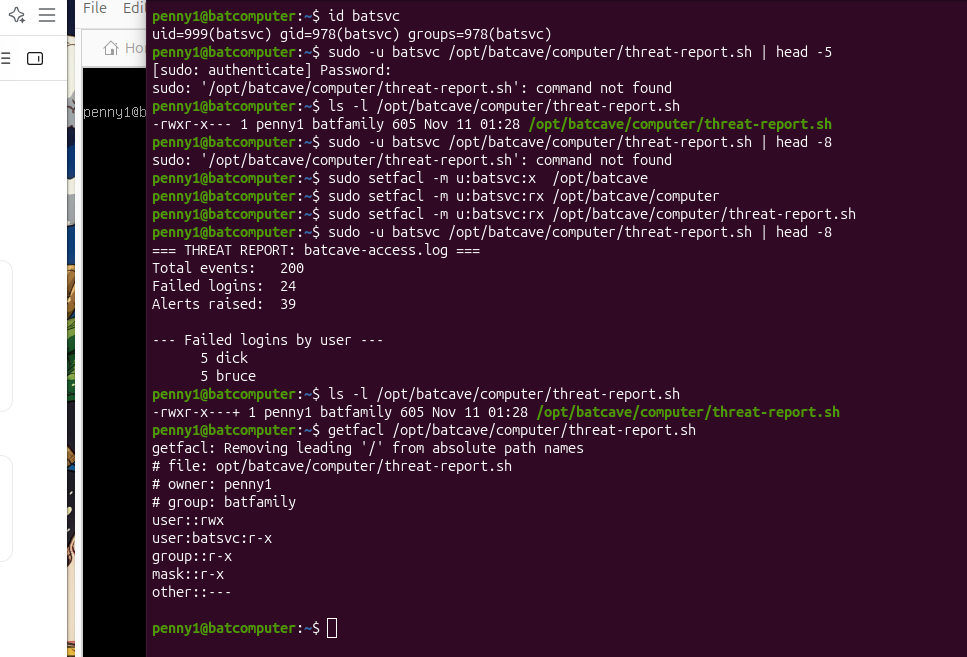 File Edi
Ho
penny1@b
penny1@batcomputer:~$ id batsvc
uid=999(batsvc) gid=978(batsvc) groups=978(batsvc)
penny1@batcomputer:~$ sudo -u batsvc /opt/batcave/computer/threat-report.sh | head -5
[sudo: authenticate] Password:
sudo: '/opt/batcave/computer/threat-report.sh': command not found
penny1@batcomputer:~$ ls -l /opt/batcave/computer/threat-report.sh
-rwxr-x--- 1 penny1 batfamily 605 Nov 11 01:28 /opt/batcave/computer/threat-report.sh
penny1@batcomputer:~$ sudo -u batsvc /opt/batcave/computer/threat-report.sh | head -8
sudo: '/opt/batcave/computer/threat-report.sh': command not found
penny1@batcomputer:~$ sudo setfacl -m u:batsvc:x  /opt/batcave
penny1@batcomputer:~$ sudo setfacl -m u:batsvc:rx /opt/batcave/computer
penny1@batcomputer:~$ sudo setfacl -m u:batsvc:rx /opt/batcave/computer/threat-report.sh
penny1@batcomputer:~$ sudo -u batsvc /opt/batcave/computer/threat-report.sh | head -8
=== THREAT REPORT: batcave-access.log ===
Total events:   200
Failed logins:  24
Alerts raised:  39
--- Failed logins by user ---
      5 dick
      5 bruce
penny1@batcomputer:~$ ls -l /opt/batcave/computer/threat-report.sh
-rwxr-x---+ 1 penny1 batfamily 605 Nov 11 01:28 /opt/batcave/computer/threat-report.sh
penny1@batcomputer:~$ getfacl /opt/batcave/computer/threat-report.sh
getfacl: Removing leading '/' from absolute path names
# file: opt/batcave/computer/threat-report.sh
# owner: penny1
# group: batfamily
user::rwx
user:batsvc:r-x
group::r-x
mask::r-x
other::---
penny1@batcomputer:~$